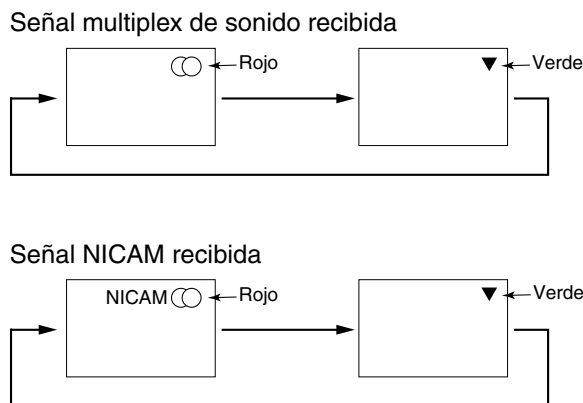 Señal multiplex de sonido recibida
Rojo
Verde
Señal NICAM recibida
NICAM
Rojo
Verde